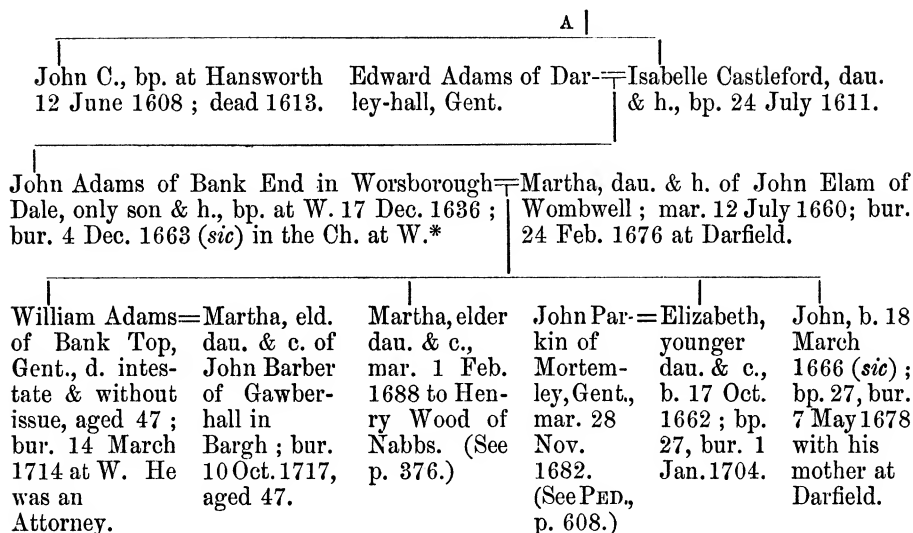 A
John C., bp. at Hansworth
12 June 1608 ; dead 1613.
Edward Adams of Dar-
ley-hall, Gent.
Isabelle Castleford, dau.
& h., bp. 24 July 1611.
John Adams of Bank End in Worsborough
Dale, only son & h., bp. at W. 17 Dec. 1636 ;
bur. 4 Dec. 1663 (sic) in the Ch. at W.*
Martha, dau. & h. of John Elam of
Wombwell ; mar. 12 July 1660; bur.
24 Feb. 1676 at Darfield.
William Adams
of Bank Top,
Gent., d. intes-
tate & without
issue, aged 47 ;
bur. 14 March
1714 at W. He
was an
Attorney.
Martha, eld.
dau. & c. of
John Barber
of Gawber-
hall in
Bargh ; bur.
10 Oct. 1717,
aged 47.
Martha, elder
dau. & c.,
mar. 1 Feb.
1688 to Hen-
ry Wood of
Nabbs. (See
p. 376.)
John Par-
kin of
Mortem-
ley, Gent.,
mar. 28
Nov.
1682.
(See PED.,
p. 608.)
Elizabeth,
younger
dau. & c.,
b. 17 Oct.
1662 ; bp.
27, bur. 1
Jan. 1704.
John, b. 18
March
1666 (sic) ;
bp. 27, bur.
7 May 1678
with his
mother at
Darfield.